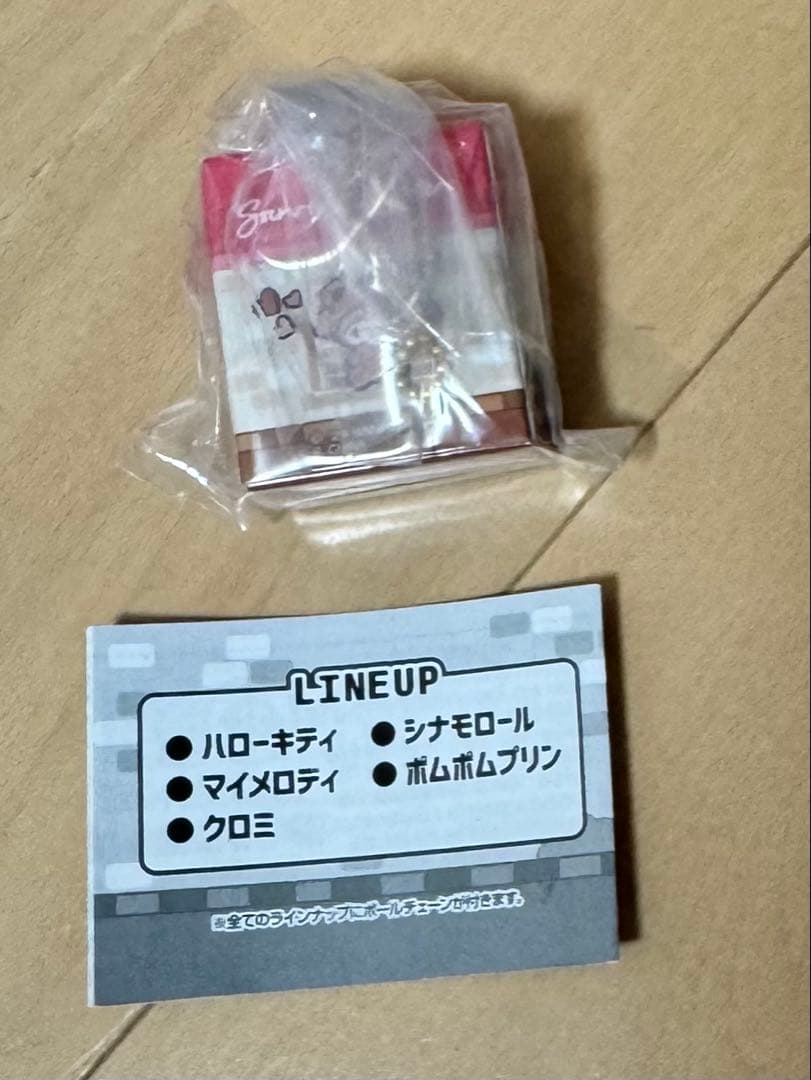 LINEUP
● ハローキティ
● マイメロディ
● クロミ
● シナモロール
● ポムポムプリン
※全てのラインナップにボールチェーンが付きます。